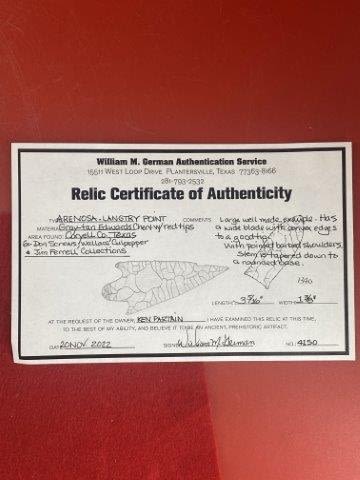 William M. German Authentication Service
15511 WEST LOOP DRIVE PLANTERSVILLE, TEXAS 77363-8166
281-793-2532
Relic Certificate of Authenticity
TYPE ARENOSA-LANGTRY POINT COMMENTS Large well made example. Has
MATERIAL Gray-tan Edwards Chert w/red tips a wide blade with convex edges
AREA FOUND Coryell Co., Texas to a good tip.
Ex- Don Screws/Wallace Culpepper With pointed barbed shoulders.
& Jim Ferrell Collections Stem is tapered down to
a rounded base.
LENGTH 3 7/16" WIDTH 1 3/4"
AT THE REQUEST OF THE OWNER, KEN PARTAIN I HAVE EXAMINED THIS RELIC AT THIS TIME,
TO THE BEST OF MY ABILITY, AND BELIEVE IT TO BE AN ANCIENT, PREHISTORIC ARTIFACT.
DATE 20 NOV 2022 SIGNED William M German NO. 4150